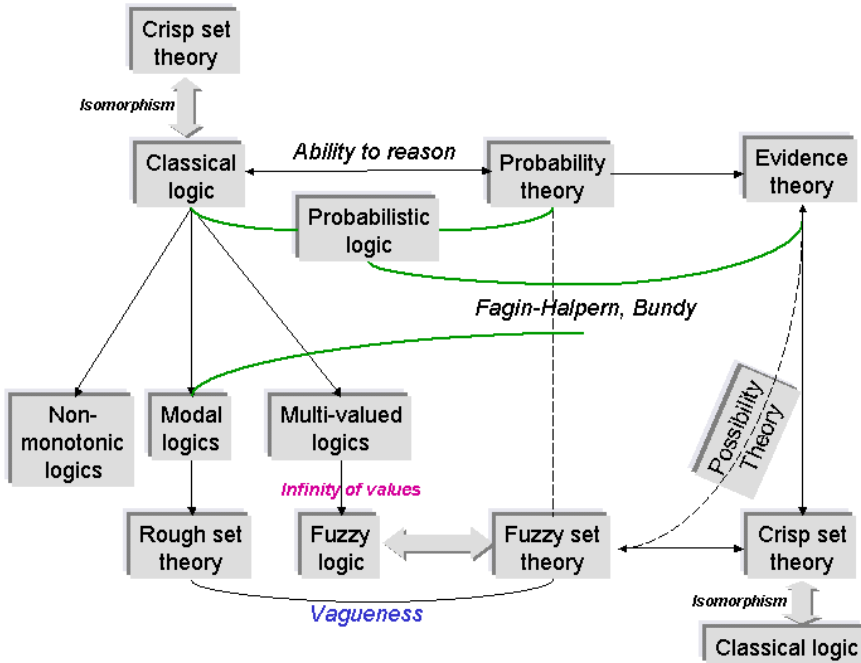 Crisp set
theory
Isomorphism
Classical
logic
Ability to reason
Probability
theory
Evidence
theory
Probabilistic
logic
Fagin-Halpern, Bundy
Non-
monotonic
logics
Modal
logics
Multi-valued
logics
Possibility
Theory
Infinity of values
Rough set
theory
Fuzzy
logic
Fuzzy set
theory
Crisp set
theory
Vagueness
Isomorphism
Classical logic